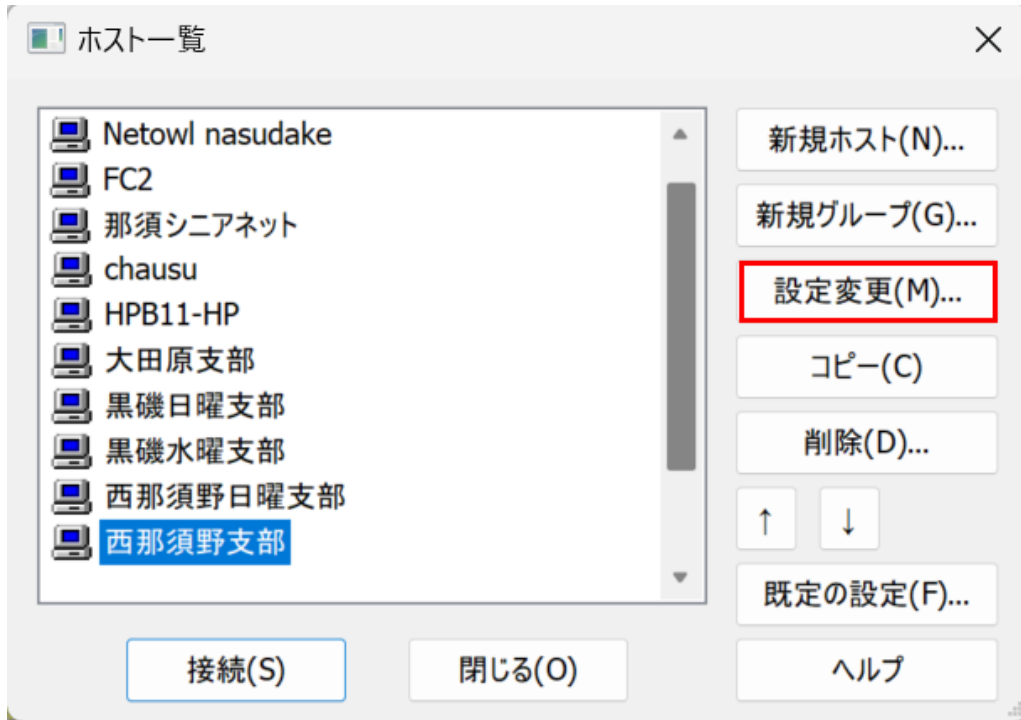 ホスト一覧
Netowl nasudake
FC2
那須シニアネット
chausu
HPB11-HP
大田原支部
黒磯日曜支部
黒磯水曜支部
西那須野日曜支部
西那須野支部
新規ホスト(N)...
新規グループ(G)...
設定変更(M)...
コピー(C)
削除(D)...
↑ ↓
既定の設定(F)...
接続(S) 閉じる(O) ヘルプ